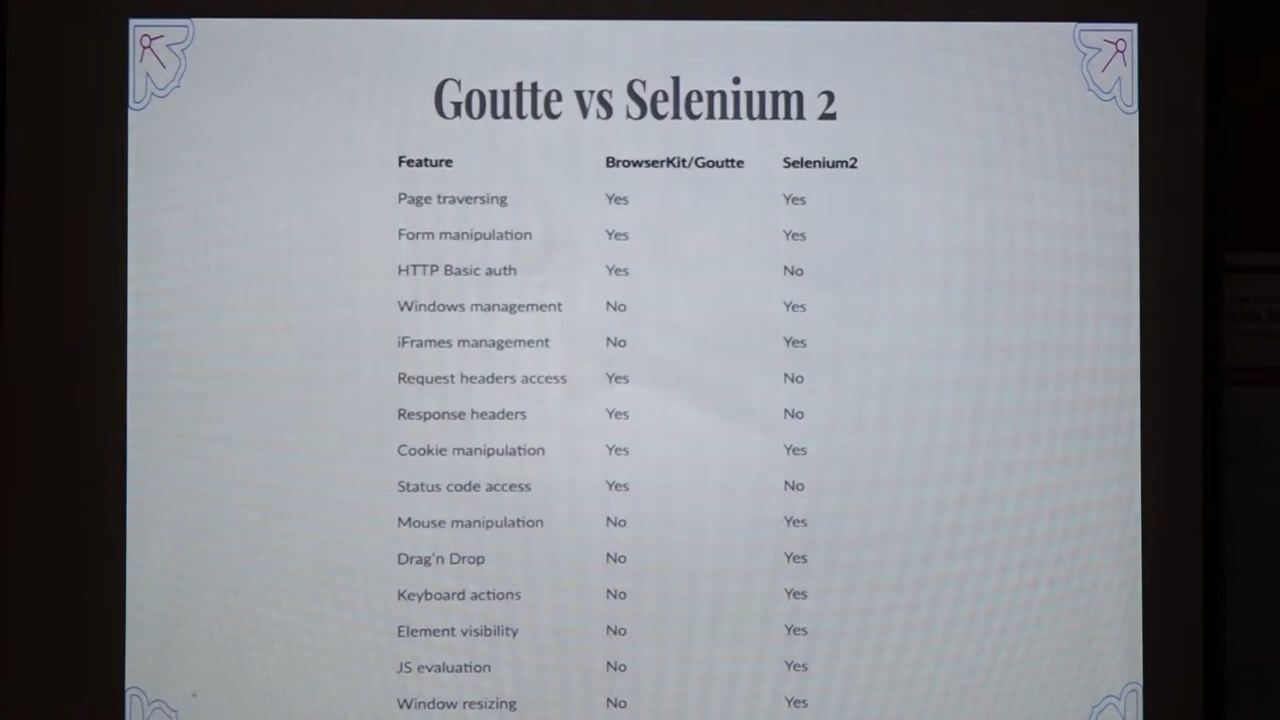 Goutte vs Selenium 2
Feature BrowserKit/Goutte Selenium2
Page traversing Yes Yes
Form manipulation Yes Yes
HTTP Basic auth Yes No
Windows management No Yes
iFrames management No Yes
Request headers access Yes No
Response headers Yes No
Cookie manipulation Yes Yes
Status code access Yes No
Mouse manipulation No Yes
Drag'n Drop No Yes
Keyboard actions No Yes
Element visibility No Yes
JS evaluation No Yes
Window resizing No Yes